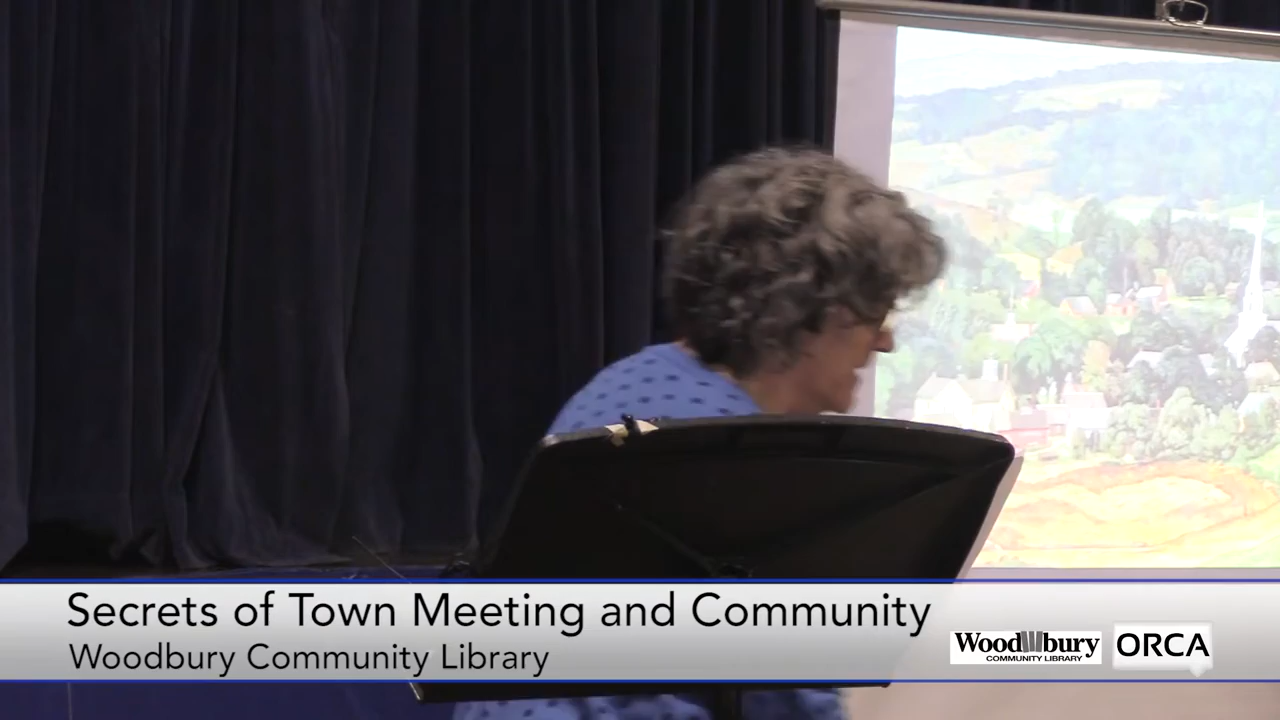 Secrets of Town Meeting and Community
Woodbury Community Library
Woodbury
COMMUNITY LIBRARY
ORCA